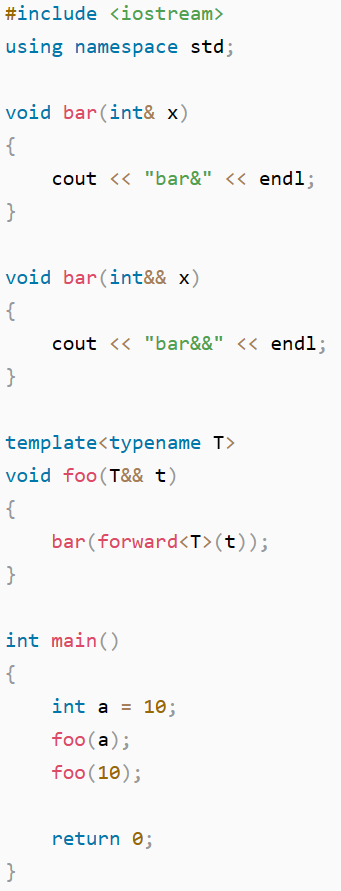 #include <iostream>
using namespace std;

void bar(int& x)
{
    cout << "bar&" << endl;
}

void bar(int&& x)
{
    cout << "bar&&" << endl;
}

template<typename T>
void foo(T&& t)
{
    bar(forward<T>(t));
}

int main()
{
    int a = 10;
    foo(a);
    foo(10);

    return 0;
}